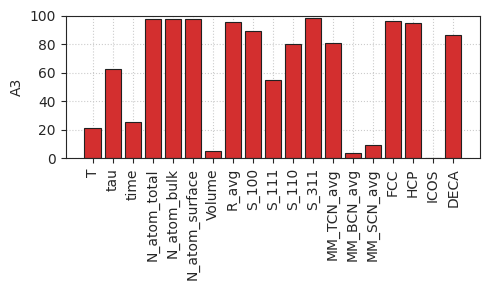 A3
100
80
60
40
20
0
T
tau
time
N_atom_total
N_atom_bulk
N_atom_surface
Volume
R_avg
S_100
S_111
S_110
S_311
MM_TCN_avg
MM_BCN_avg
MM_SCN_avg
FCC
HCP
ICOS
DECA